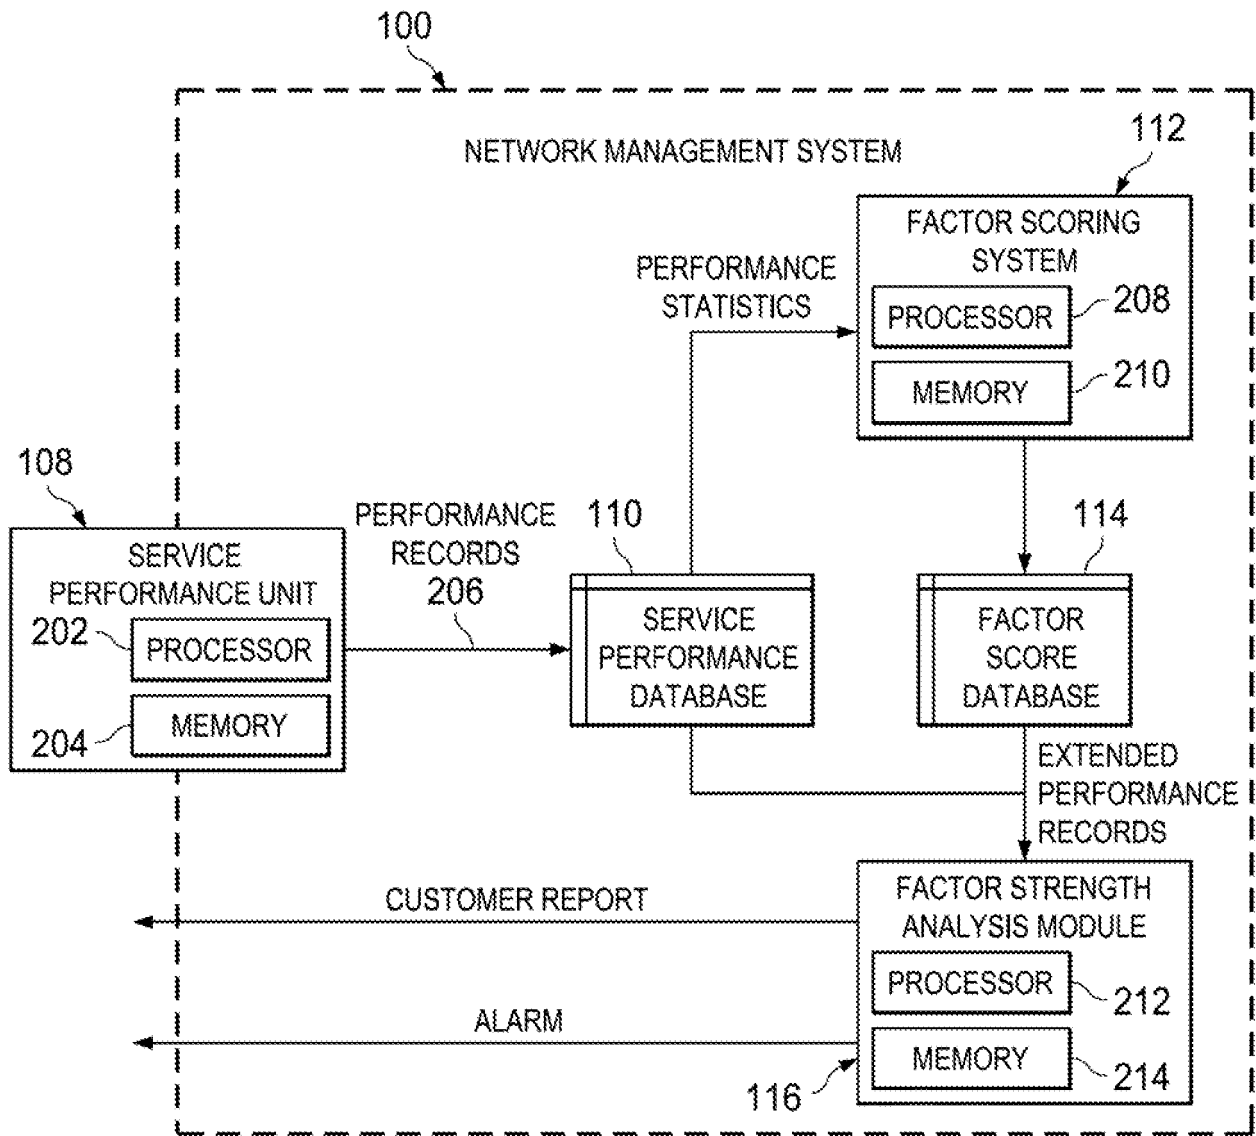 100
NETWORK MANAGEMENT SYSTEM
112
FACTOR SCORING
SYSTEM
PROCESSOR
208
MEMORY
210
PERFORMANCE
STATISTICS
108
SERVICE
PERFORMANCE UNIT
202
PROCESSOR
204
MEMORY
PERFORMANCE
RECORDS
206
110
SERVICE
PERFORMANCE
DATABASE
114
FACTOR
SCORE
DATABASE
EXTENDED
PERFORMANCE
RECORDS
CUSTOMER REPORT
ALARM
FACTOR STRENGTH
ANALYSIS MODULE
PROCESSOR
212
MEMORY
214
116